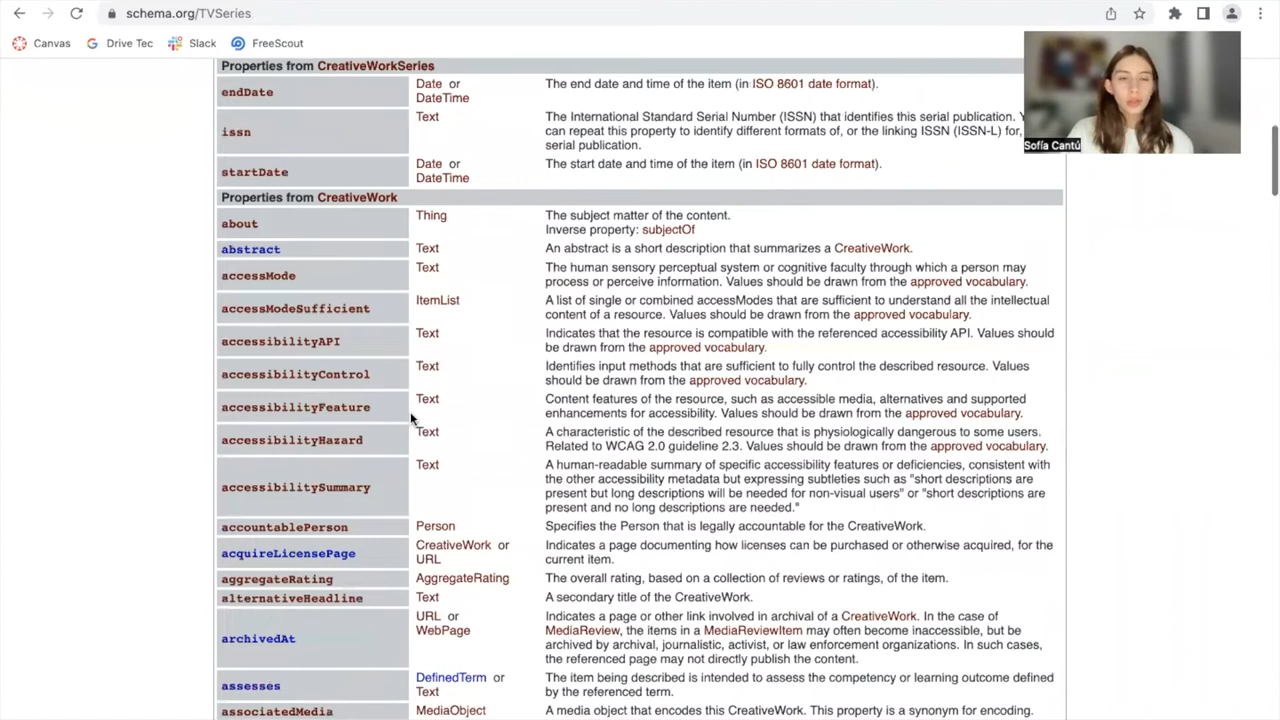 schema.org/TVSeries
Canvas
Drive Tec
Slack
FreeScout
Properties from CreativeWorkSeries
endDate
Date or
DateTime
The end date and time of the item (in ISO 8601 date format).
issn
Text
The International Standard Serial Number (ISSN) that identifies this serial publication.
can repeat this property to identify different formats of, or the linking ISSN (ISSN-L) for,
serial publication.
startDate
Date or
DateTime
The start date and time of the item (in ISO 8601 date format).
Sofía Cantú
Properties from CreativeWork
about
Thing
The subject matter of the content.
Inverse property: subjectOf
abstract
Text
An abstract is a short description that summarizes a CreativeWork.
accessMode
Text
The human sensory perceptual system or cognitive faculty through which a person may
process or perceive information. Values should be drawn from the approved vocabulary.
accessModeSufficient
ItemList
A list of single or combined accessModes that are sufficient to understand all the intellectual
content of a resource. Values should be drawn from the approved vocabulary.
accessibilityAPI
Text
Indicates that the resource is compatible with the referenced accessibility API. Values should
be drawn from the approved vocabulary.
accessibilityControl
Text
Identifies input methods that are sufficient to fully control the described resource. Values
should be drawn from the approved vocabulary.
accessibilityFeature
Text
Content features of the resource, such as accessible media, alternatives and supported
enhancements for accessibility. Values should be drawn from the approved vocabulary.
accessibilityHazard
Text
A characteristic of the described resource that is physiologically dangerous to some users.
Related to WCAG 2.0 guideline 2.3. Values should be drawn from the approved vocabulary.
accessibilitySummary
Text
A human-readable summary of specific accessibility features or deficiencies, consistent with
the other accessibility metadata but expressing subtleties such as "short descriptions are
present but long descriptions will be needed for non-visual users" or "short descriptions are
present and no long descriptions are needed."
accountablePerson
Person
Specifies the Person that is legally accountable for the CreativeWork.
acquireLicensePage
CreativeWork or
URL
Indicates a page documenting how licenses can be purchased or otherwise acquired, for the
current item.
aggregateRating
AggregateRating
The overall rating, based on a collection of reviews or ratings, of the item.
alternativeHeadline
Text
A secondary title of the CreativeWork.
archivedAt
URL or
WebPage
Indicates a page or other link involved in archival of a CreativeWork. In the case of
MediaReview, the items in a MediaReviewItem may often become inaccessible, but be
archived by archival, journalistic, activist, or law enforcement organizations. In such cases,
the referenced page may not directly publish the content.
assesses
DefinedTerm or
Text
The item being described is intended to assess the competency or learning outcome defined
by the referenced term.
associatedMedia
MediaObject
A media object that encodes this CreativeWork. This property is a synonym for encoding.